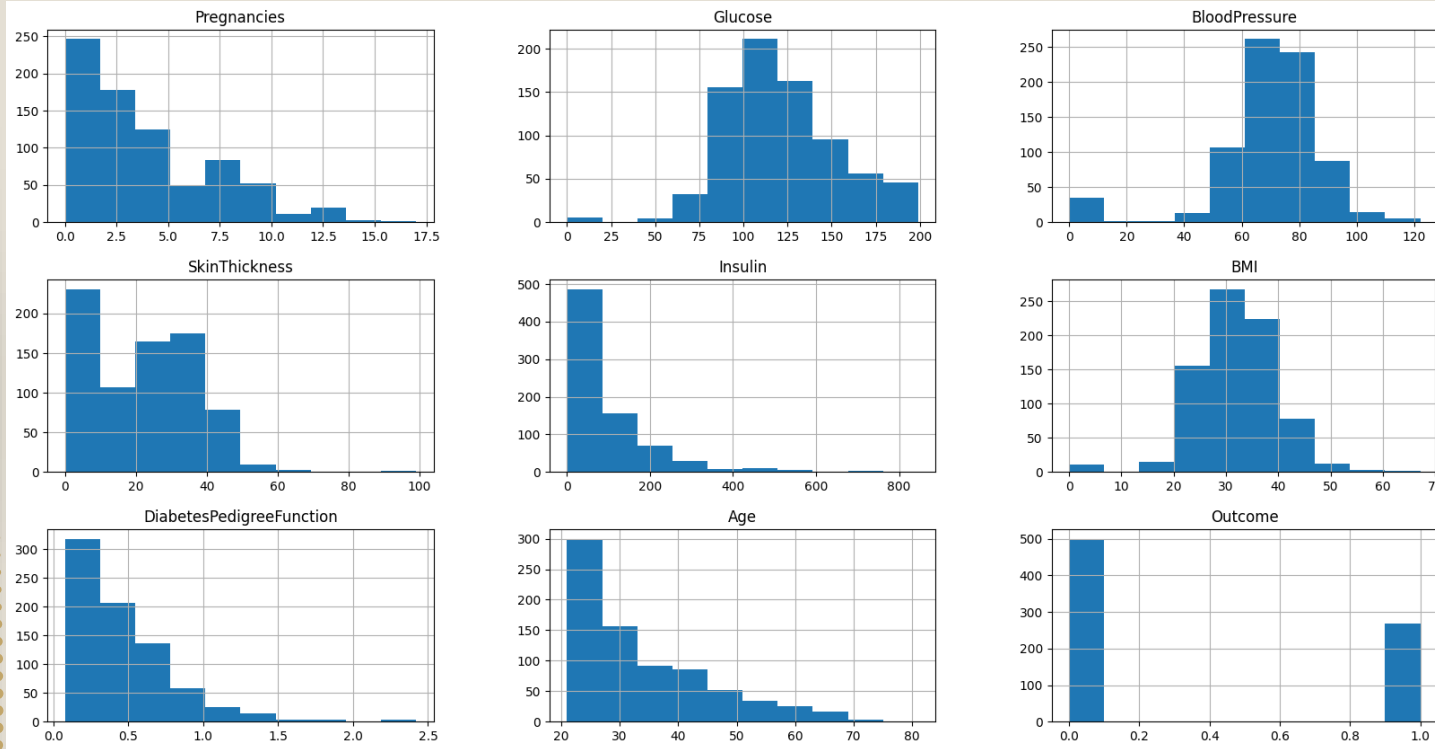 Pregnancies Glucose BloodPressure
250 200 250
200 150 200
150 100 150
100 50 100
50 0 50
0 0
0.0 2.5 5.0 7.5 10.0 12.5 15.0 17.5 0 25 50 75 100 125 150 175 200 0 20 40 60 80 100 120
SkinThickness Insulin BMI
200 500 250
150 400 200
100 300 150
50 200 100
0 100 50
0 0
0 20 40 60 80 100 0 200 400 600 800 0 10 20 30 40 50 60
DiabetesPedigreeFunction Age Outcome
300 300 500
250 250 400
200 200 300
150 150 200
100 100 100
50 50 0
0 0
0.0 0.5 1.0 1.5 2.0 2.5 20 30 40 50 60 70 80 0.0 0.2 0.4 0.6 0.8 1.0